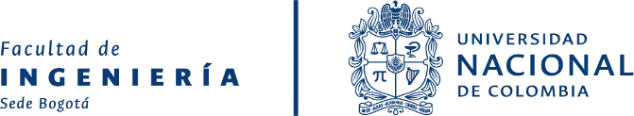 Facultad de
INGENIERÍA
Sede Bogotá
π
UNIVERSIDAD
NACIONAL
DE COLOMBIA